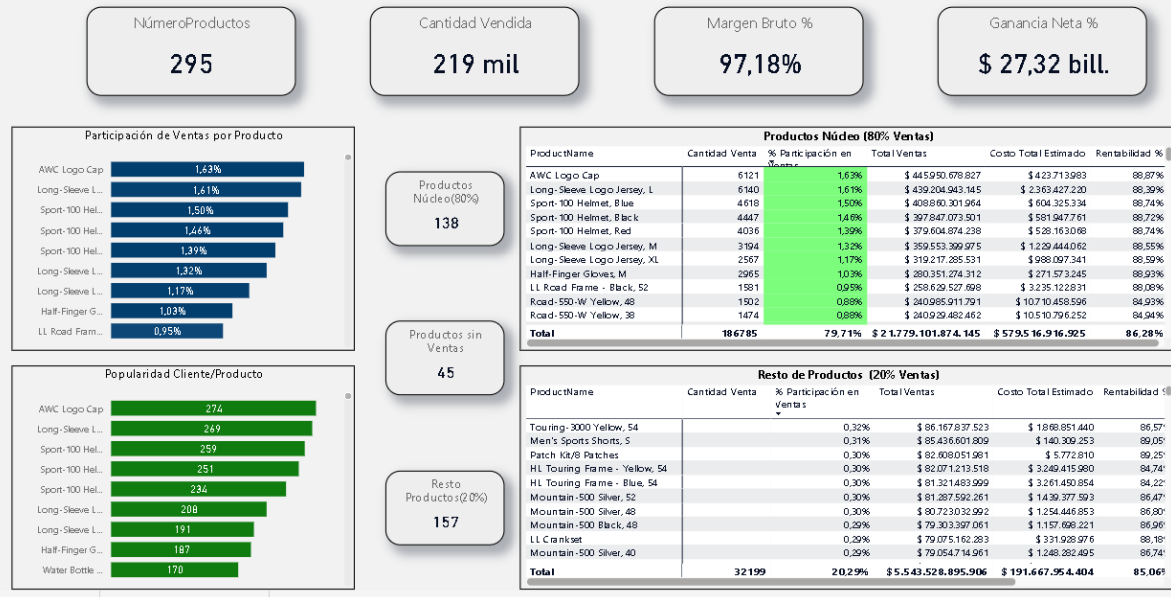 NúmeroProductos
295
Cantidad Vendida
219 mil
Margen Bruto %
97,18%
Ganancia Neta %
$ 27,32 bill.
Participación de Ventas por Producto
AWC Logo Cap 1,63%
Long-Sleeve L... 1,61%
Sport-100 Hel... 1,50%
Sport-100 Hel... 1,46%
Sport-100 Hel... 1,39%
Long-Sleeve L... 1,32%
Long-Sleeve L... 1,17%
Half-Finger G... 1,03%
LL Road Fram... 0,95%
Popularidad Cliente/Producto
AWC Logo Cap 274
Long-Sleeve L... 269
Sport-100 Hel... 259
Sport-100 Hel... 251
Sport-100 Hel... 234
Long-Sleeve L... 208
Long-Sleeve L... 191
Half-Finger G... 187
Water Bottle ... 170
Productos
Núcleo(80%)
138
Productos sin
Ventas
45
Resto
Productos(20%)
157
Productos Núcleo (80% Ventas)
ProductName Cantidad Venta % Participación en Ventas Total Ventas Costo Total Estimado Rentabilidad %
AWC Logo Cap 6121 1,63% $ 445.950.678.827 $ 423.713.983 88,87%
Long-Sleeve Logo Jersey, L 6140 1,61% $ 439.204.943.145 $ 2.363.427.220 88,39%
Sport-100 Helmet, Blue 4618 1,50% $ 408.860.301.964 $ 604.325.334 88,74%
Sport-100 Helmet, Black 4447 1,46% $ 397.847.073.501 $ 581.947.761 88,72%
Sport-100 Helmet, Red 4036 1,39% $ 379.604.874.238 $ 528.163.068 88,74%
Long-Sleeve Logo Jersey, M 3194 1,32% $ 359.553.399.975 $ 1.229.444.062 88,55%
Long-Sleeve Logo Jersey, XL 2567 1,17% $ 319.217.285.531 $ 988.097.341 88,59%
Half-Finger Gloves, M 2965 1,03% $ 280.351.274.312 $ 271.573.245 88,93%
LL Road Frame - Black, 52 1581 0,95% $ 258.629.527.698 $ 3.235.122.831 88,08%
Road-550-W Yellow, 48 1502 0,88% $ 240.985.911.791 $ 10.710.458.596 84,93%
Road-550-W Yellow, 38 1474 0,88% $ 240.929.482.462 $ 10.510.796.252 84,94%
Total 186785 79,71% $ 21.779.101.874.145 $ 579.516.916.925 86,28%
Resto de Productos (20% Ventas)
ProductName Cantidad Venta % Participación en Total Ventas Costo Total Estimado Rentabilidad %
Ventas
Touring-3000 Yellow, 54 0,32% $ 86.167.837.523 $ 1.868.851.440 86,57
Men's Sports Shorts, S 0,31% $ 85.436.601.809 $ 140.309.253 89,05
Patch Kit/8 Patches 0,30% $ 82.608.051.981 $ 5.772.810 89,25
HL Touring Frame - Yellow, 54 0,30% $ 82.071.213.518 $ 3.249.415.980 84,74
HL Touring Frame - Blue, 54 0,30% $ 81.321.483.999 $ 3.261.450.854 84,22
Mountain-500 Silver, 52 0,30% $ 81.287.592.261 $ 1.439.377.593 86,47
Mountain-500 Silver, 48 0,30% $ 80.723.032.992 $ 1.254.446.853 86,80
Mountain-500 Black, 48 0,29% $ 79.303.397.061 $ 1.157.698.221 86,96
LL Crankset 0,29% $ 79.075.162.283 $ 331.928.976 88,18
Mountain-500 Silver, 40 0,29% $ 79.054.714.961 $ 1.248.282.495 86,74
Total 32199 20,29% $ 5.543.528.895.906 $ 191.667.954.404 85,06